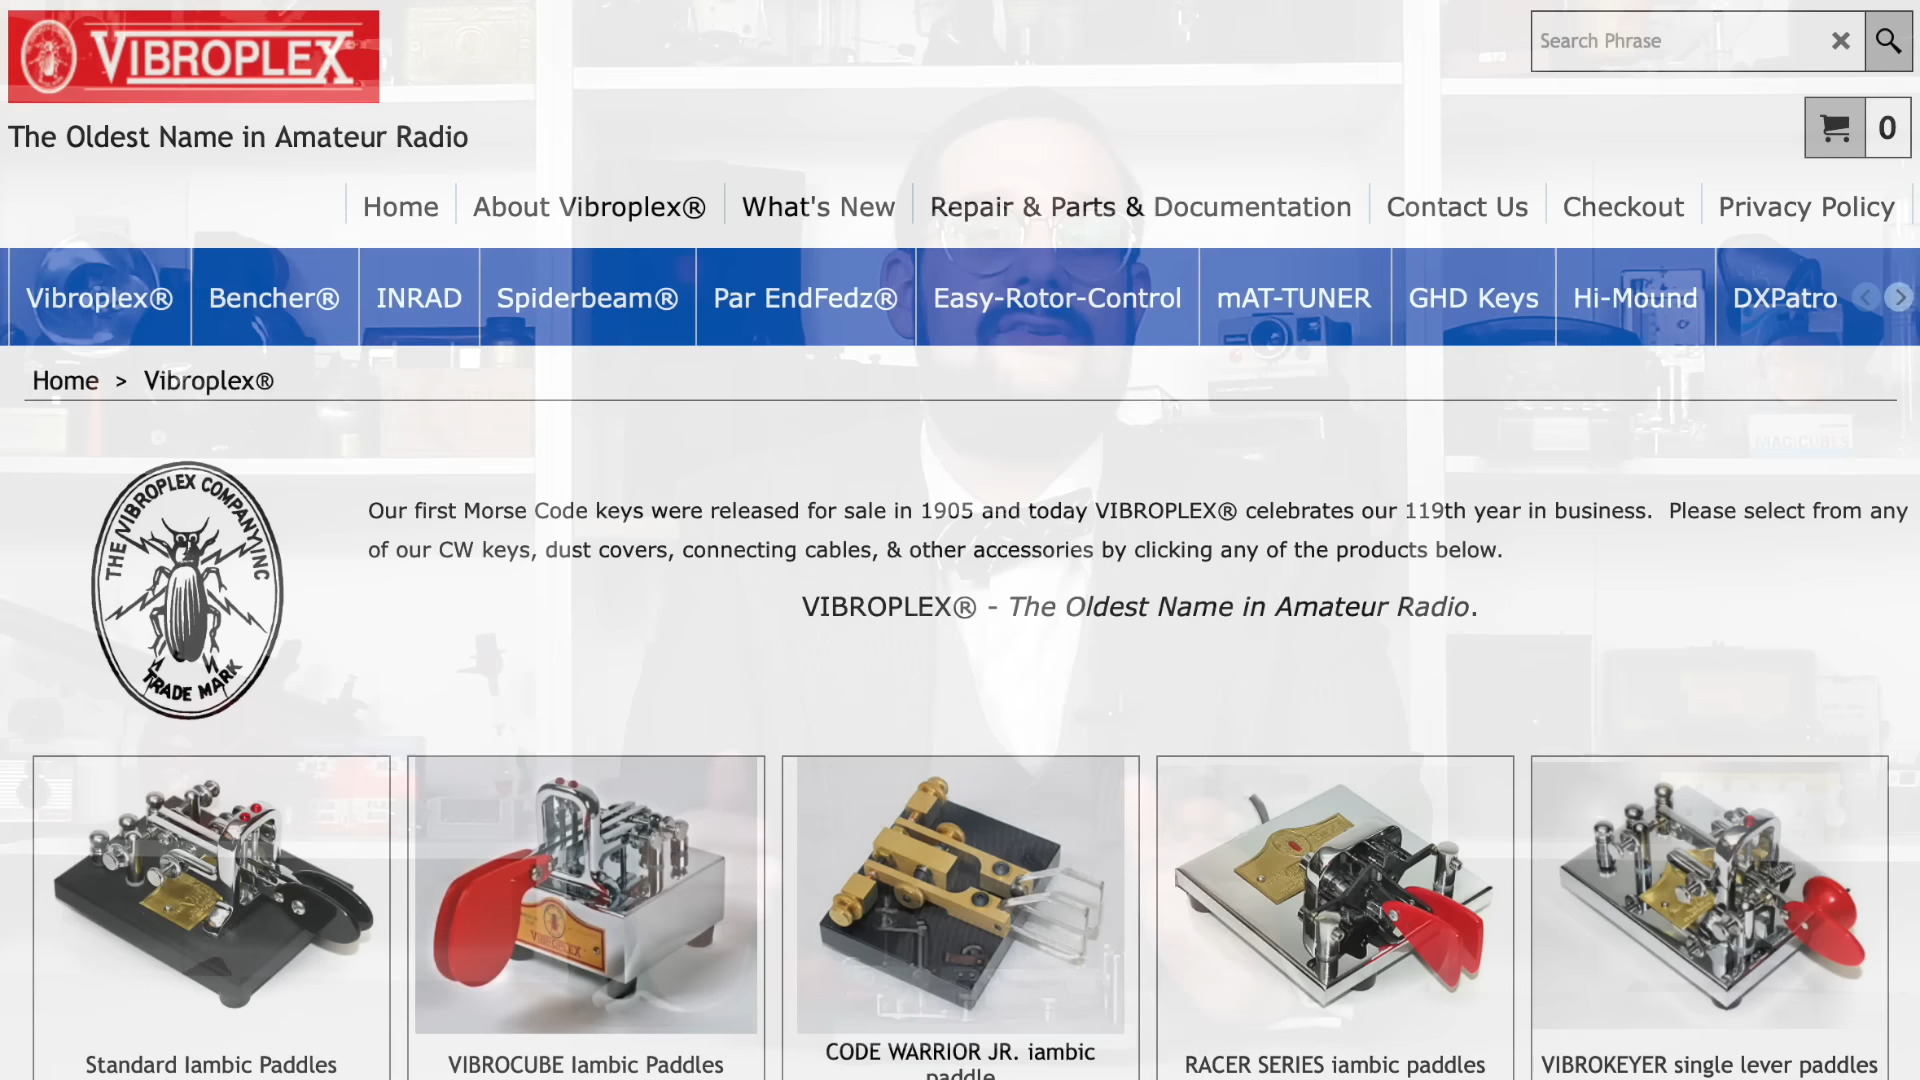 VIBROPLEX
Search Phrase
The Oldest Name in Amateur Radio
0
Home
About Vibroplex®
What's New
Repair & Parts & Documentation
Contact Us
Checkout
Privacy Policy
Vibroplex®
Bencher®
INRAD
Spiderbeam®
Par EndFedz®
Easy-Rotor-Control
mAT-TUNER
GHD Keys
Hi-Mound
DXPatro
Home > Vibroplex®
MAGICUBES
THE VIBROPLEX COMPANY INC
TRADE MARK
Our first Morse Code keys were released for sale in 1905 and today VIBROPLEX® celebrates our 119th year in business. Please select from any
of our CW keys, dust covers, connecting cables, & other accessories by clicking any of the products below.
VIBROPLEX® - The Oldest Name in Amateur Radio.
VIBROPLEX
Standard Iambic Paddles
VIBROCUBE Iambic Paddles
CODE WARRIOR JR. iambic
paddle
RACER SERIES iambic paddles
VIBROKEYER single lever paddles